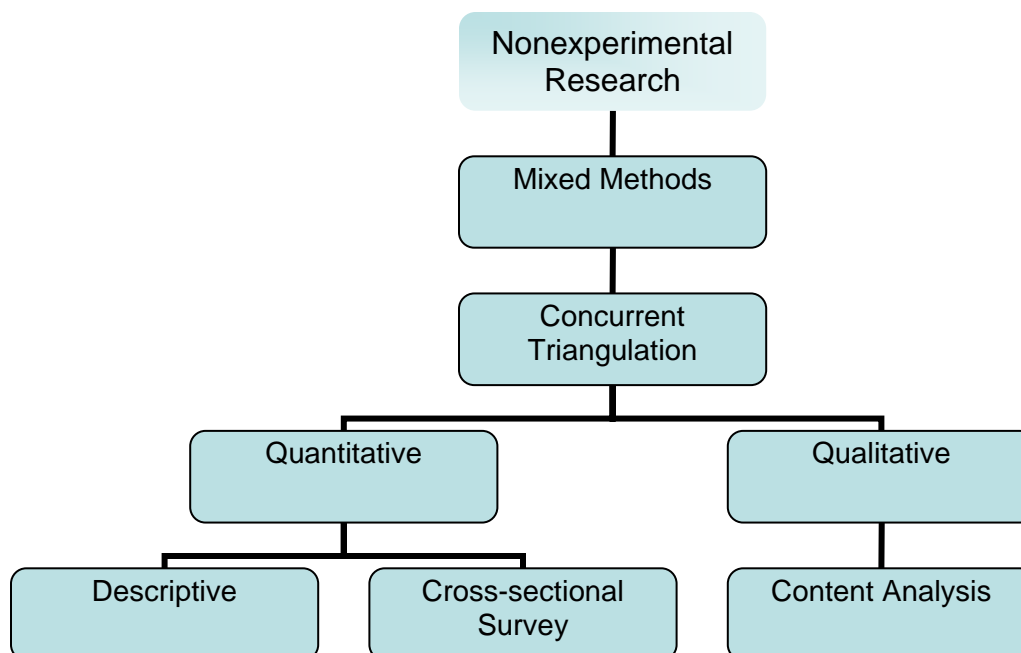 Nonexperimental
Research
Mixed Methods
Concurrent
Triangulation
Quantitative
Qualitative
Descriptive
Cross-sectional
Survey
Content Analysis